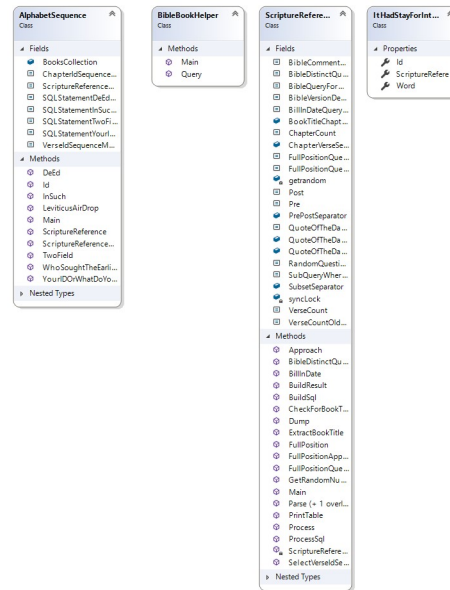 AlphabetSequence
Class
Fields
BooksCollection
ChapterIdSequence...
ScriptureReference...
SQLStatementDeEd...
SQLStatementInSuc...
SQLStatementTwoFi...
SQLStatementYourI...
VerseIdSequenceM...
Methods
DeEd
Id
InSuch
LeviticusAirDrop
Main
ScriptureReference
ScriptureReference...
TwoField
WhoSoughtTheEarli...
YourIDOrWhatDoYo...
Nested Types
BibleBookHelper
Class
Methods
Main
Query
ScriptureRefere...
Class
Fields
BibleComment...
BibleDistinctQu...
BibleQueryFor...
BibleVersionDe...
BillInDateQuery
BookTitleChapt...
ChapterCount
ChapterVerseSe...
FullPositionQue...
FullPositionQue...
getrandom
Post
Pre
PrePostSeparator
QuoteOfTheDa...
QuoteOfTheDa...
QuoteOfTheDa...
RandomQuesti...
SubQueryWher...
SubsetSeparator
syncLock
VerseCount
VerseCountOld...
Methods
Approach
BibleDistinctQu...
BillInDate
BuildResult
BuildSql
CheckForBookT...
Dump
ExtractBookTitle
FullPosition
FullPositionApp...
FullPositionQue...
GetRandomNu...
Main
Parse (+ 1 overl...
PrintTable
Process
ProcessSql
ScriptureRefere...
SelectVerseIdSe...
Nested Types
ItHadStayForInt...
Class
Properties
Id
ScriptureRefere
Word